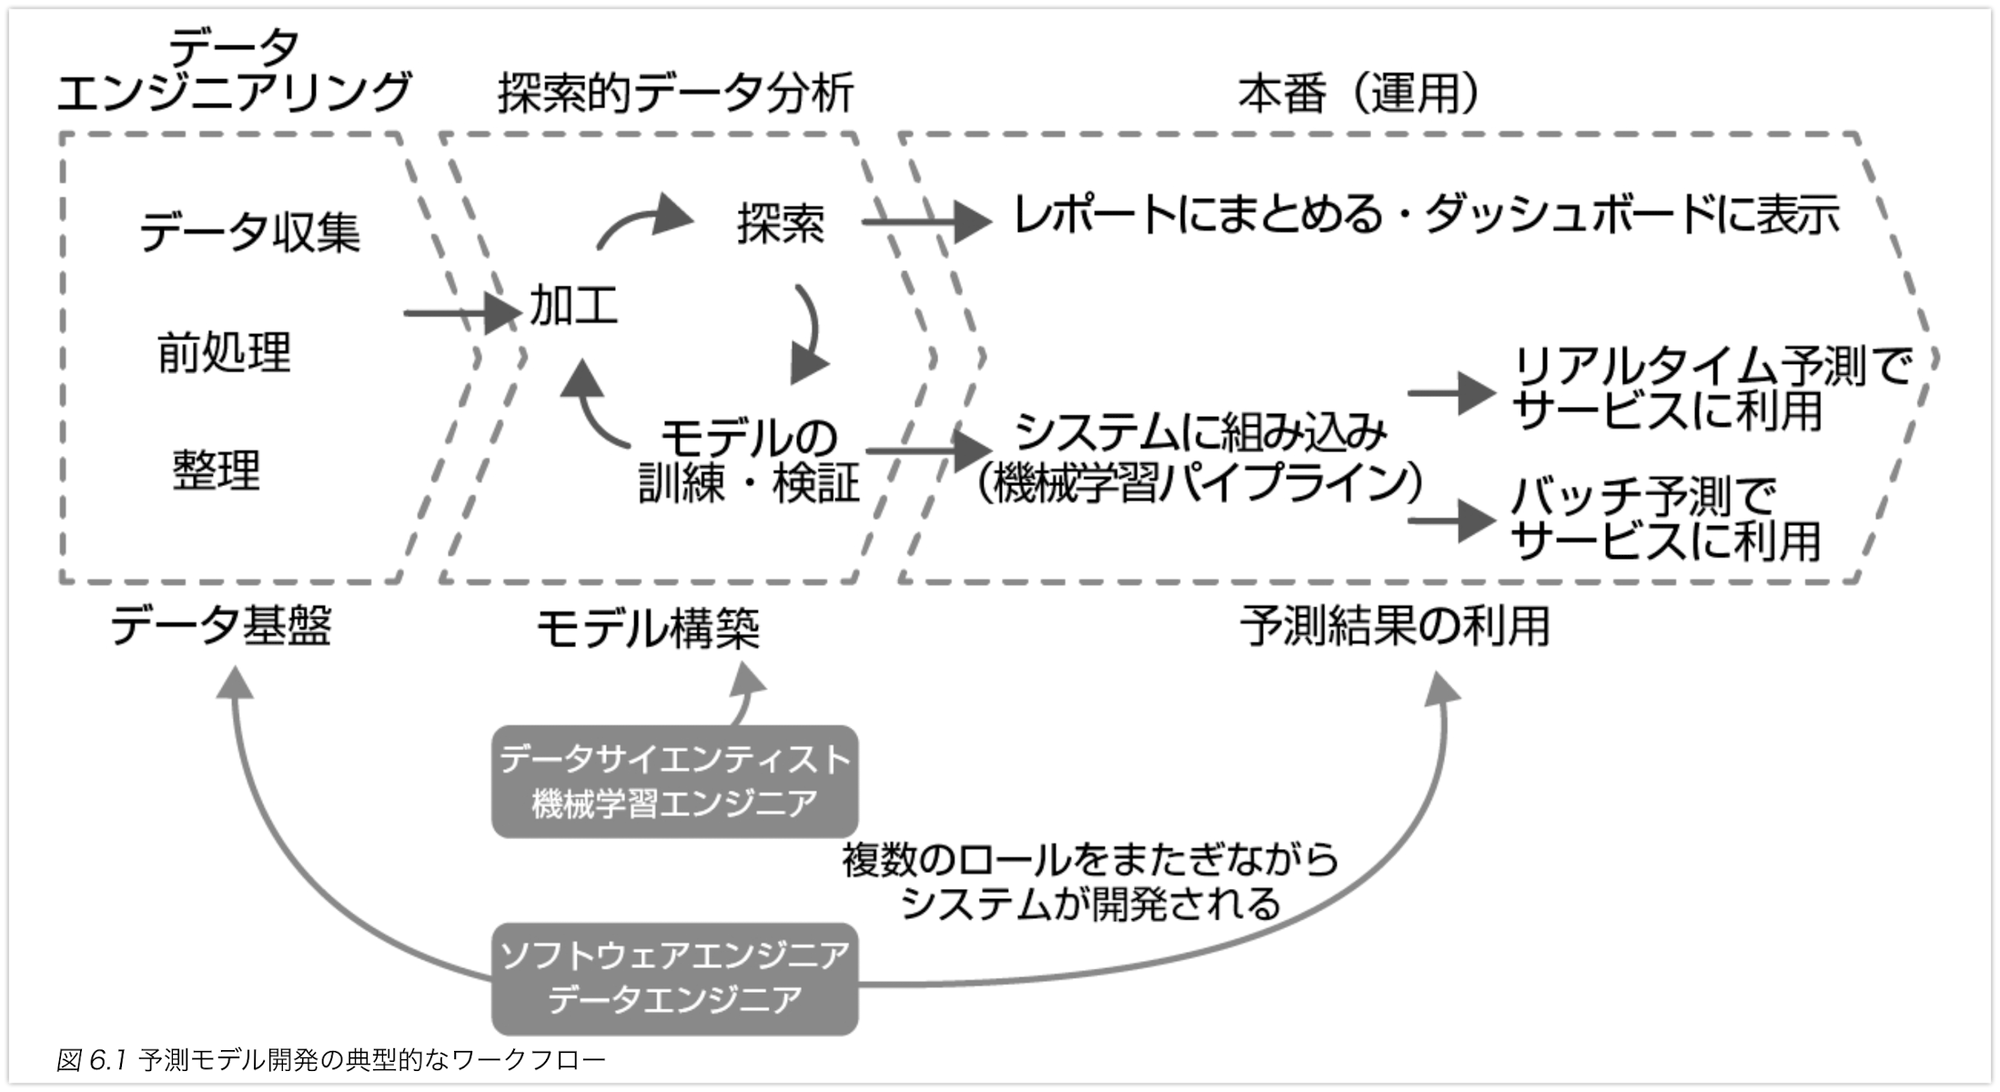 データ
エンジニアリング
探索的データ分析
本番（運用）
データ収集
前処理
整理
加工
探索
モデルの
訓練・検証
レポートにまとめる・ダッシュボードに表示
システムに組み込み
（機械学習パイプライン）
リアルタイム予測で
サービスに利用
バッチ予測で
サービスに利用
データ基盤
モデル構築
予測結果の利用
データサイエンティスト
機械学習エンジニア
複数のロールをまたぎながら
システムが開発される
ソフトウェアエンジニア
データエンジニア
図 6.1 予測モデル開発の典型的なワークフロー